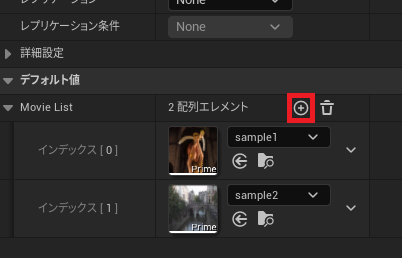 レプリケーション
None
レプリケーション条件
None
詳細設定
デフォルト値
Movie List
2 配列エレメント
インデックス [ 0 ]
Prime
sample1
インデックス [ 1 ]
Prime
sample2